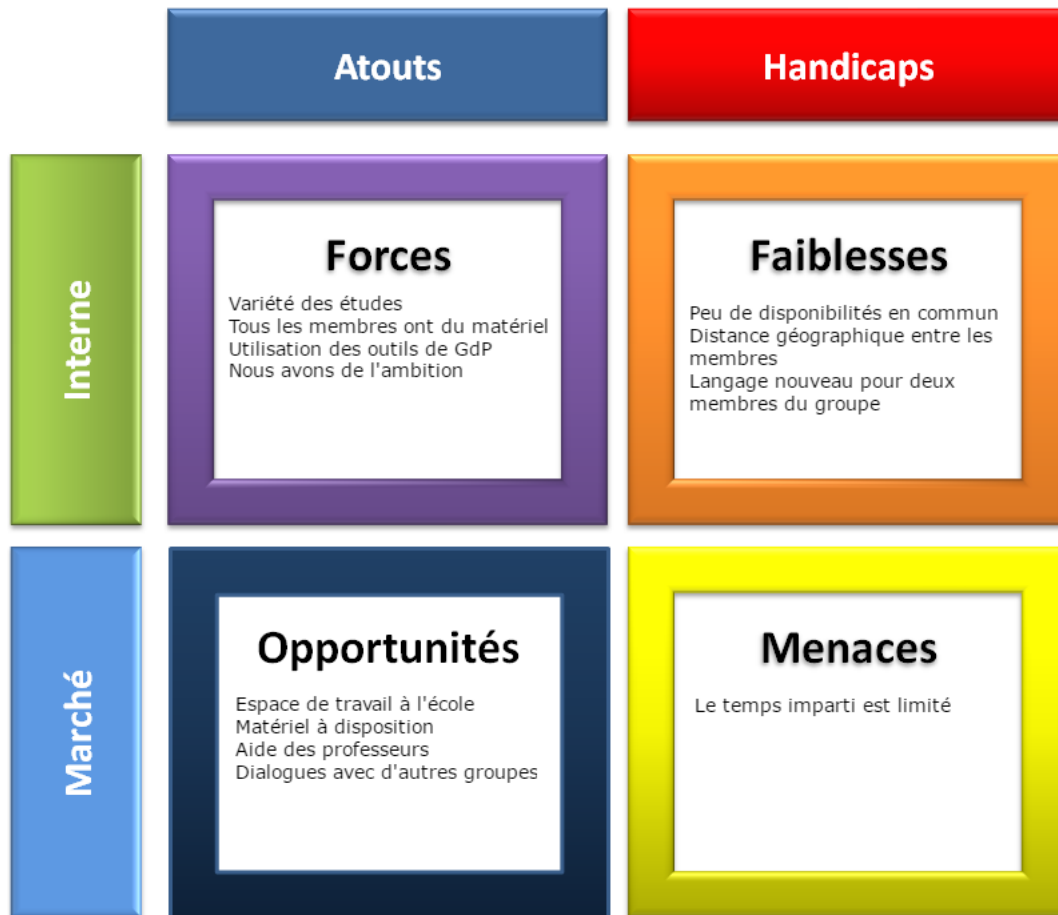 Atouts
Handicaps
Interne
Forces
Variété des études
Tous les membres ont du matériel
Utilisation des outils de GdP
Nous avons de l'ambition
Faiblesses
Peu de disponibilités en commun
Distance géographique entre les
membres
Langage nouveau pour deux
membres du groupe
Marché
Opportunités
Espace de travail à l'école
Matériel à disposition
Aide des professeurs
Dialogues avec d'autres groupes
Menaces
Le temps imparti est limité